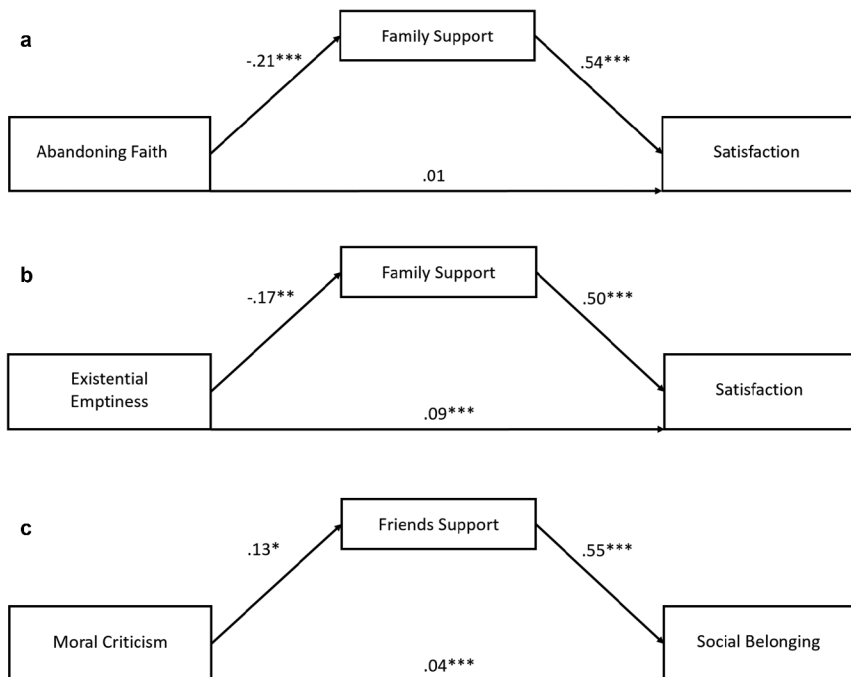 a
Family Support
-.21***
.54***
Abandoning Faith
Satisfaction
.01
b
Family Support
-.17**
.50***
Existential
Emptiness
Satisfaction
.09***
c
Friends Support
.13*
.55***
Moral Criticism
Social Belonging
.04***